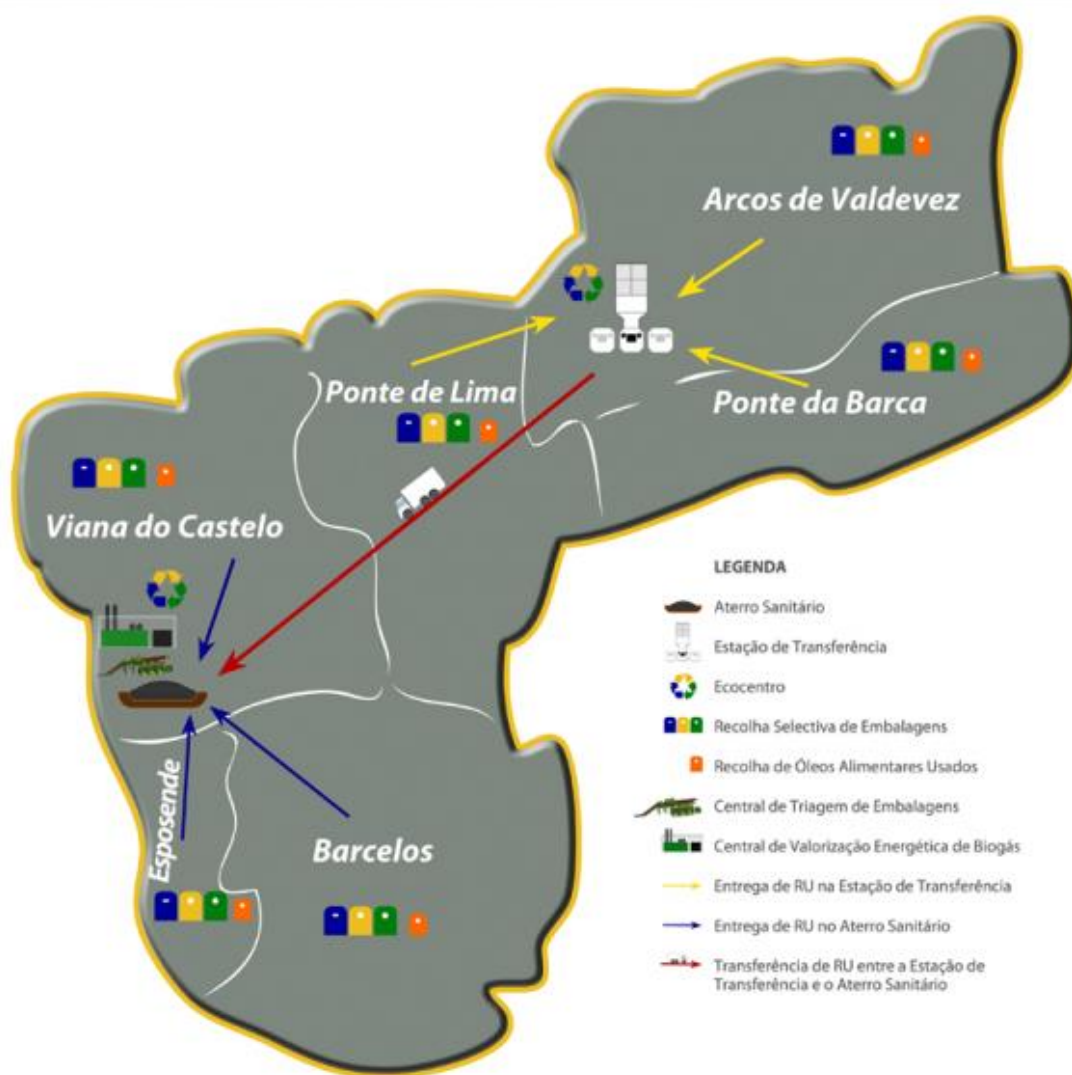 Arcos de Valdevez
Ponte de Lima
Ponte da Barca
Viana do Castelo
Esposende
Barcelos
LEGENDA
Aterro Sanitário
Estação de Transferência
Ecocentro
Recolha Selectiva de Embalagens
Recolha de Óleos Alimentares Usados
Central de Triagem de Embalagens
Central de Valorização Energética de Biogás
Entrega de RU na Estação de Transferência
Entrega de RU no Aterro Sanitário
Transferência de RU entre a Estação de
Transferência e o Aterro Sanitário